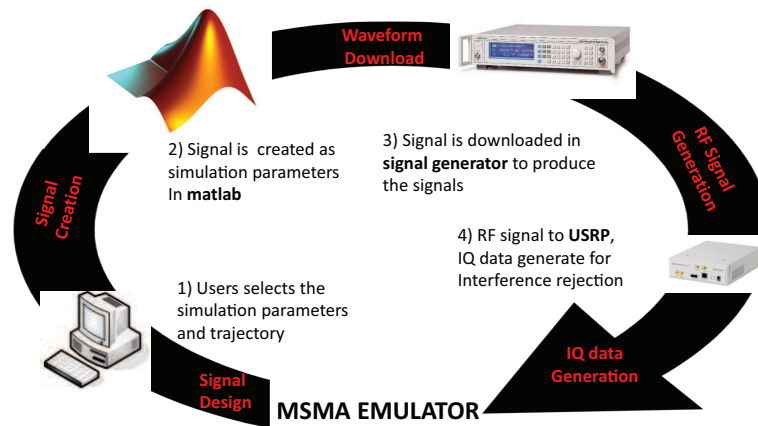 Waveform
Download
RF Signal
Generation
2) Signal is created as
simulation parameters
In matlab
3) Signal is downloaded in
signal generator to produce
the signals
Signal
Creation
4) RF signal to USRP,
IQ data generate for
Interference rejection
1) Users selects the
simulation parameters
and trajectory
IQ data
Generation
Signal
Design
MSMA EMULATOR